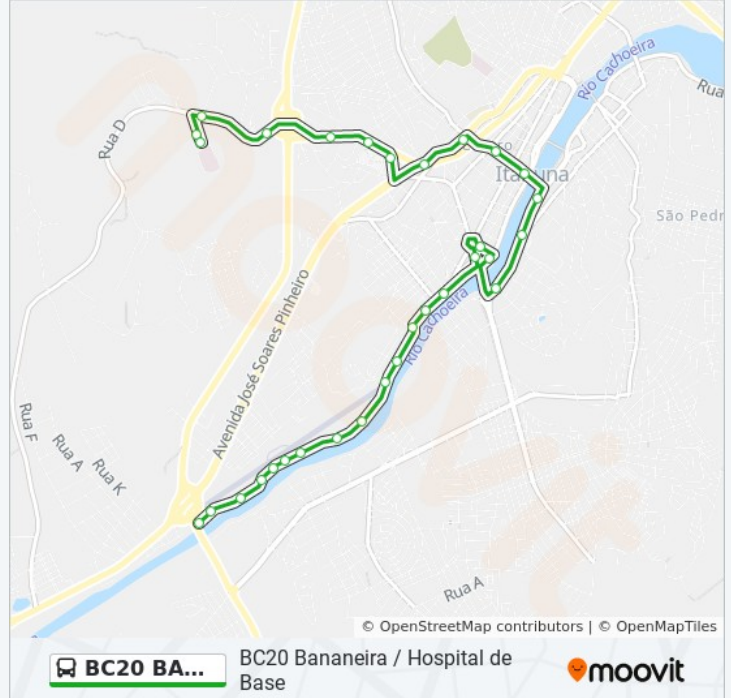 Rio Cachoeira
Rua
Rua D
Itabuna
São Pedr
Rio Cachoeira
Avenida José Soares Pinheiro
Rua F
Rua A
Rua K
Rua A
moovit
© OpenStreetMap contributors | © OpenMapTiles
BC20 BA...
BC20 Bananeira / Hospital de
Base
moovit